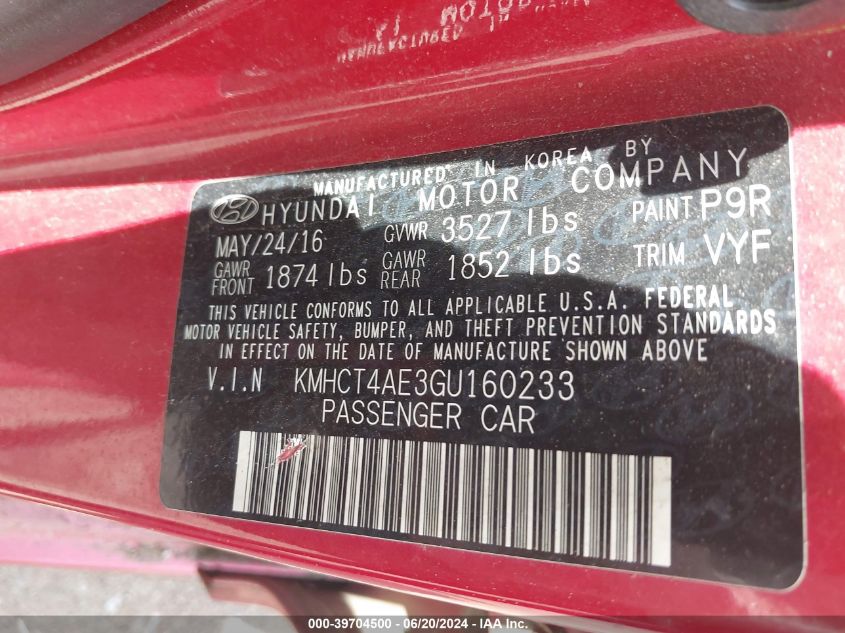 MANUFACTURED IN KOREA BY
HYUNDAI MOTOR COMPANY
MAY/24/16 GVWR 3527 lbs PAINT P9R
GAWR FRONT 1874 lbs GAWR REAR 1852 lbs TRIM VYF
THIS VEHICLE CONFORMS TO ALL APPLICABLE U.S.A. FEDERAL
MOTOR VEHICLE SAFETY, BUMPER, AND THEFT PREVENTION STANDARDS
IN EFFECT ON THE DATE OF MANUFACTURE SHOWN ABOVE
V.I.N KMHCT4AE3GU160233
PASSENGER CAR
000-39704500 - 06/20/2024 - IAAI.com